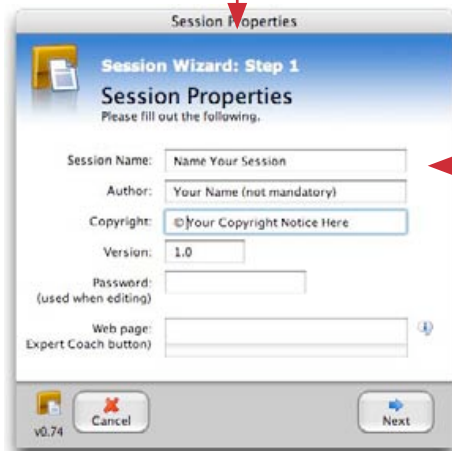 Session Properties
Session Wizard: Step 1
Session Properties
Please fill out the following.
Session Name: Name Your Session
Author: Your Name (not mandatory)
Copyright: © Your Copyright Notice Here
Version: 1.0
Password:
(used when editing)
Web page:
Expert Coach button)
Cancel
Next
v0.74